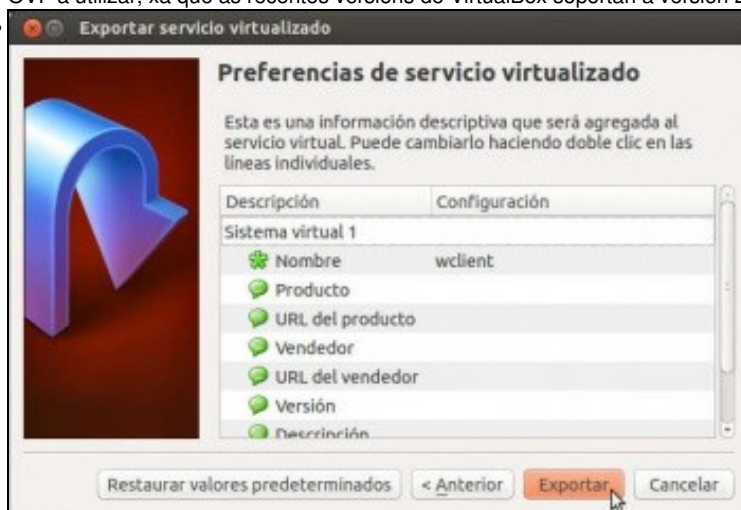 Exportar servicio virtualizado
Preferencias de servicio virtualizado
Esta es una información descriptiva que será agregada al
servicio virtual. Puede cambiarlo haciendo doble clic en las
líneas individuales.
Descripción Configuración
Sistema virtual 1
Nombre wclient
Producto
URL del producto
Vendedor
URL del vendedor
Versión
Descripción
Restaurar valores predeterminados < Anterior Exportar Cancelar